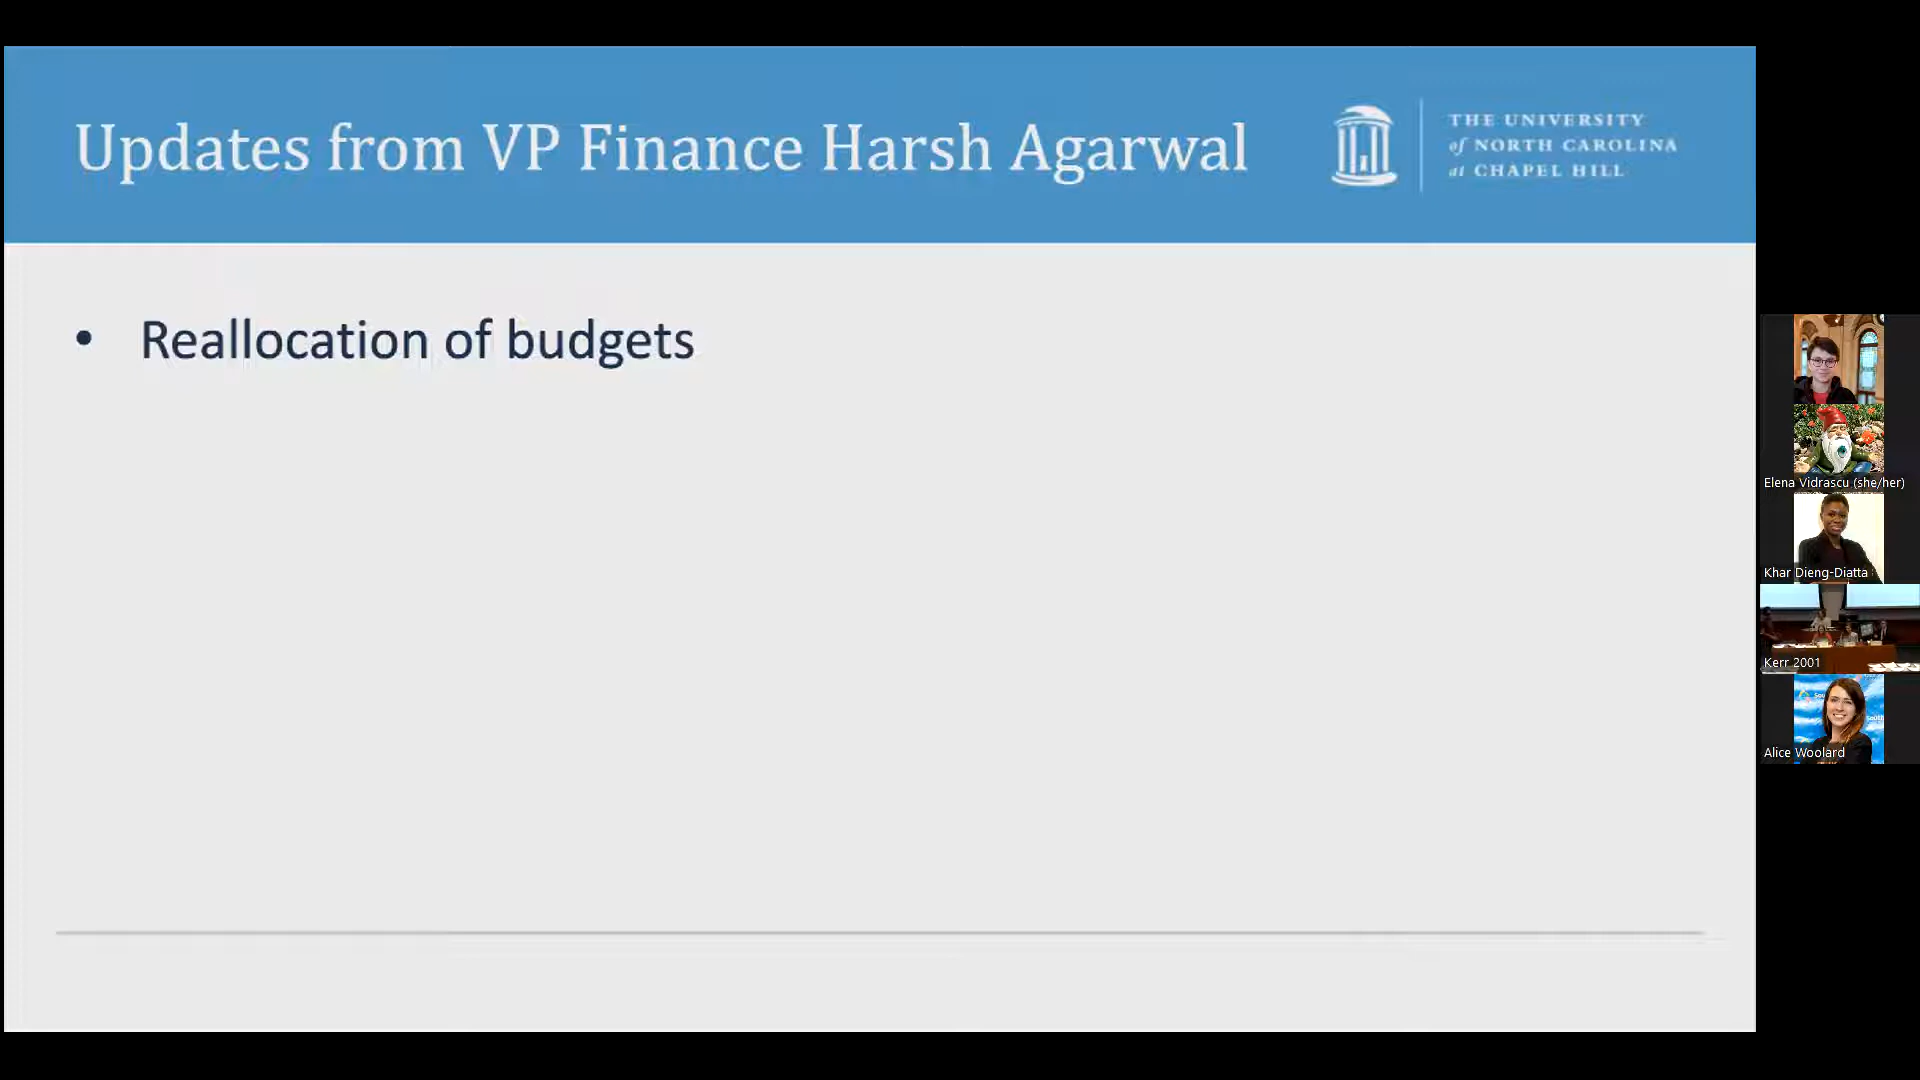 Updates from VP Finance Harsh Agarwal
THE UNIVERSITY
of NORTH CAROLINA
at CHAPEL HILL
• Reallocation of budgets
Elena Vidrascu (she/her)
Khar Dieng-Diatta
Kerr 2001
Alice Woolard